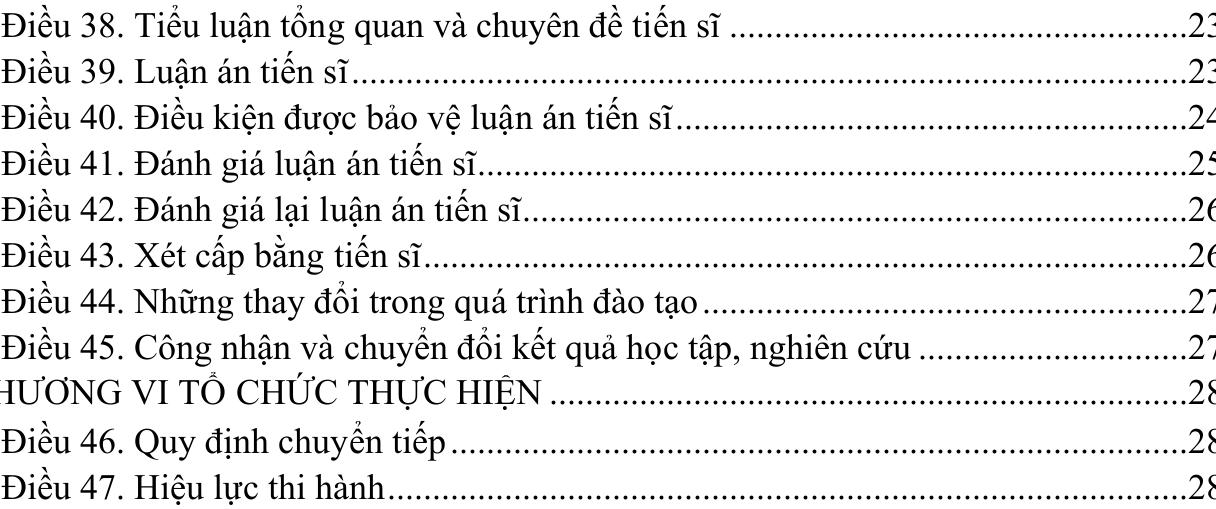 Điều 38. Tiểu luận tổng quan và chuyên đề tiến sĩ ........................................................23
Điều 39. Luận án tiến sĩ.....................................................................................................23
Điều 40. Điều kiện được bảo vệ luận án tiến sĩ..............................................................24
Điều 41. Đánh giá luận án tiến sĩ......................................................................................25
Điều 42. Đánh giá lại luận án tiến sĩ................................................................................26
Điều 43. Xét cấp bằng tiến sĩ............................................................................................26
Điều 44. Những thay đổi trong quá trình đào tạo...........................................................27
Điều 45. Công nhận và chuyển đổi kết quả học tập, nghiên cứu ................................27
HƯƠNG VI TỔ CHỨC THỰC HIỆN .............................................................................28
Điều 46. Quy định chuyển tiếp.........................................................................................28
Điều 47. Hiệu lực thi hành.................................................................................................28